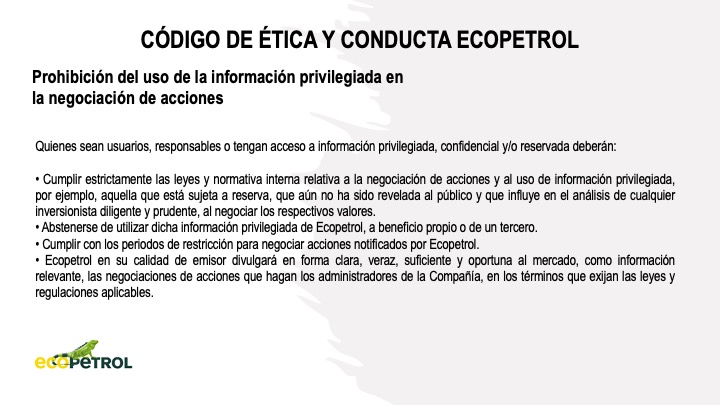 CÓDIGO DE ÉTICA Y CONDUCTA ECOPETROL
Prohibición del uso de la información privilegiada en
la negociación de acciones
Quienes sean usuarios, responsables o tengan acceso a información privilegiada, confidencial y/o reservada deberán:
• Cumplir estrictamente las leyes y normativa interna relativa a la negociación de acciones y al uso de información privilegiada,
por ejemplo, aquella que está sujeta a reserva, que aún no ha sido revelada al público y que influye en el análisis de cualquier
inversionista diligente y prudente, al negociar los respectivos valores.
• Abstenerse de utilizar dicha información privilegiada de Ecopetrol, a beneficio propio o de un tercero.
• Cumplir con los periodos de restricción para negociar acciones notificados por Ecopetrol.
• Ecopetrol en su calidad de emisor divulgará en forma clara, veraz, suficiente y oportuna al mercado, como información
relevante, las negociaciones de acciones que hagan los administradores de la Compañía, en los términos que exijan las leyes y
regulaciones aplicables.
ecoPETROL